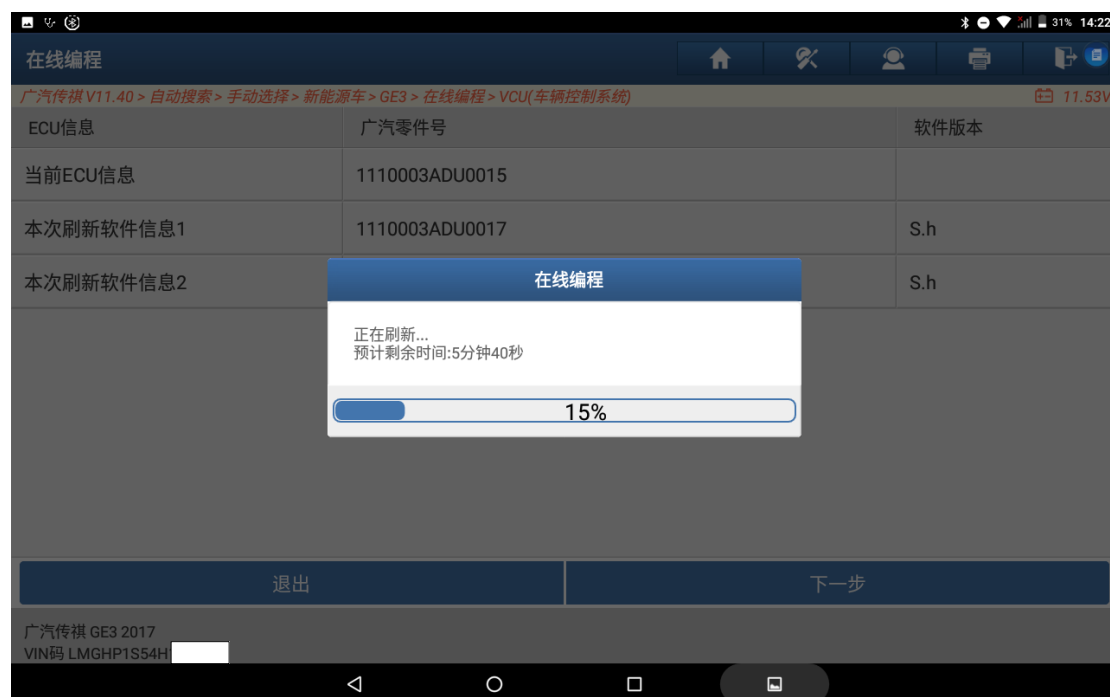 31% 14:22
在线编程
广汽传祺 V11.40 > 自动搜索 > 手动选择 > 新能源车 > GE3 > 在线编程 > VCU(车辆控制系统) 11.53V
ECU信息 广汽零件号 软件版本
当前ECU信息 1110003ADU0015
本次刷新软件信息1 1110003ADU0017 S.h
本次刷新软件信息2 S.h
在线编程
正在刷新...
预计剩余时间:5分钟40秒
15%
退出 下一步
广汽传祺 GE3 2017
VIN码 LMGHP1S54H